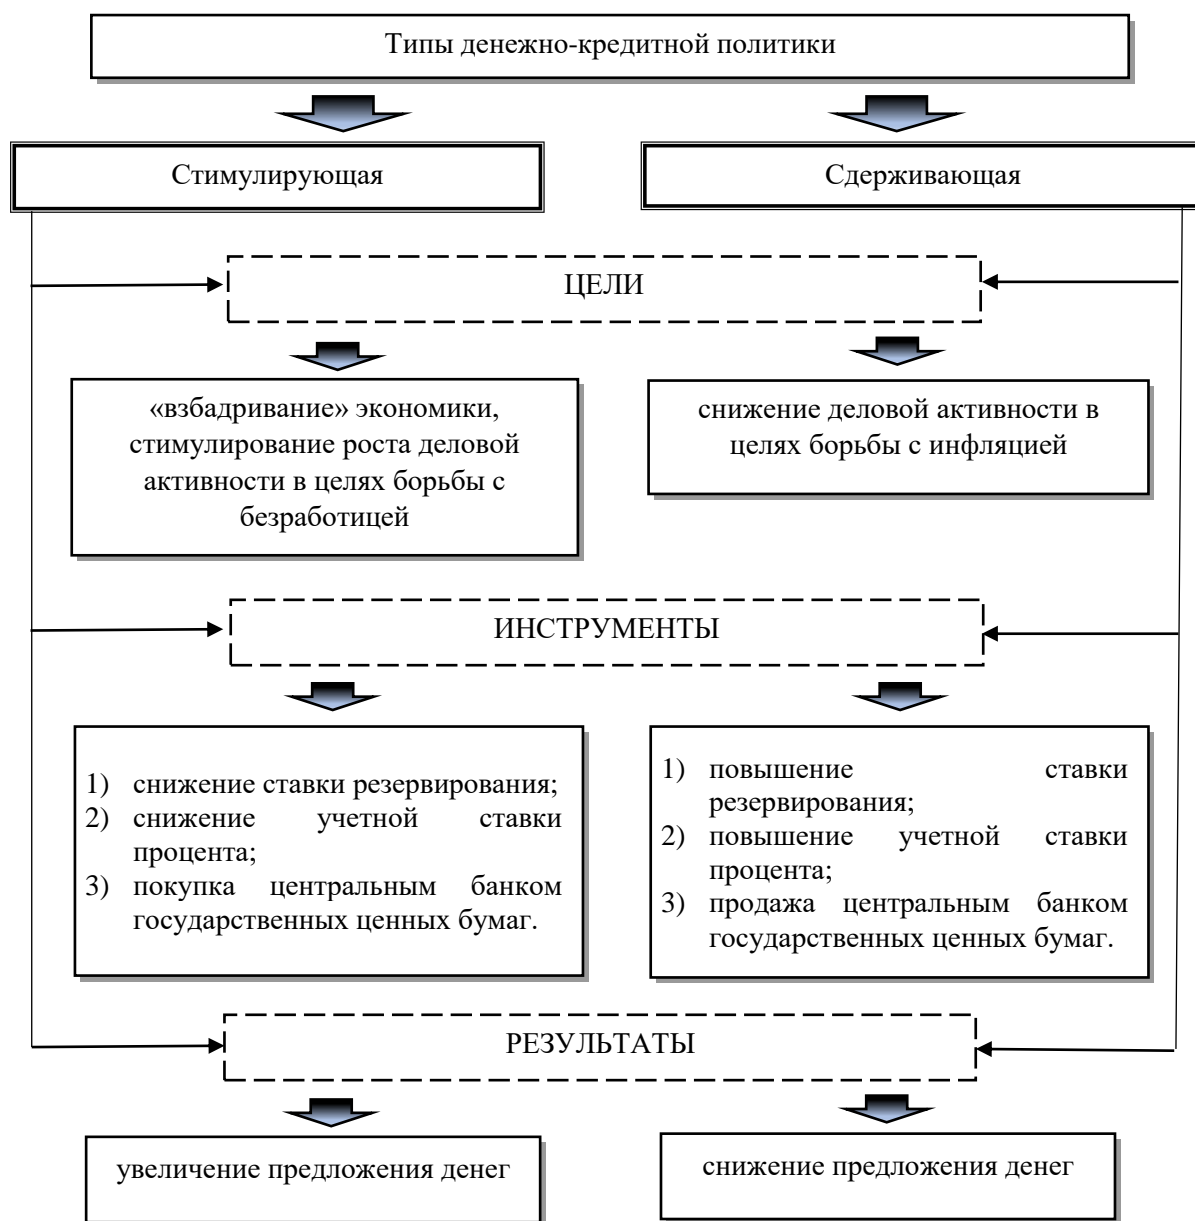 Типы денежно-кредитной политики
Стимулирующая
Сдерживающая
ЦЕЛИ
«взбадривание» экономики,
стимулирование роста деловой
активности в целях борьбы с
безработицей
снижение деловой активности в
целях борьбы с инфляцией
ИНСТРУМЕНТЫ
1) снижение ставки резервирования;
2) снижение учетной ставки
процента;
3) покупка центральным банком
государственных ценных бумаг.
1) повышение ставки
резервирования;
2) повышение учетной ставки
процента;
3) продажа центральным банком
государственных ценных бумаг.
РЕЗУЛЬТАТЫ
увеличение предложения денег
снижение предложения денег